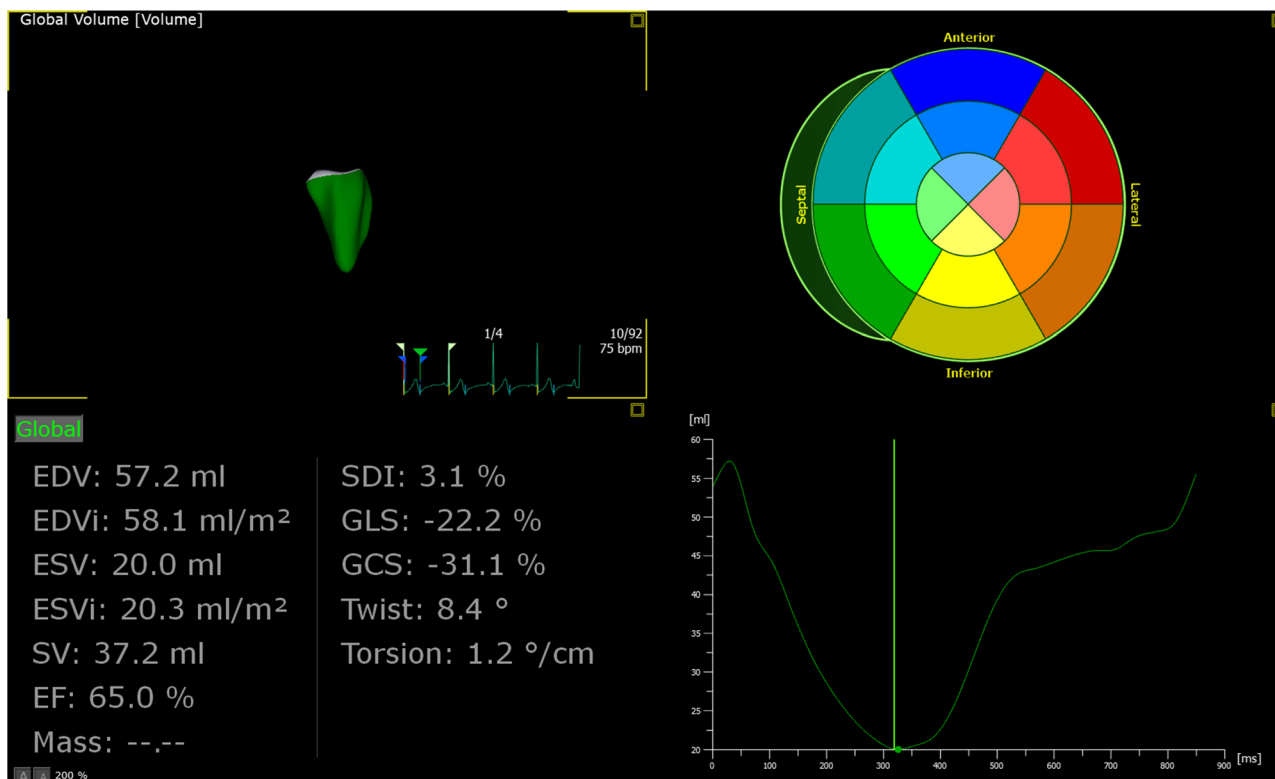 Global Volume [Volume]
1/4
10/92
75 bpm
Anterior
Septal
Lateral
Inferior
Global
EDV: 57.2 ml
EDVi: 58.1 ml/m²
ESV: 20.0 ml
ESVi: 20.3 ml/m²
SV: 37.2 ml
EF: 65.0 %
Mass: --.--
SDI: 3.1 %
GLS: -22.2 %
GCS: -31.1 %
Twist: 8.4 °
Torsion: 1.2 °/cm
A A 200 %
[ml]
60
55
50
45
40
35
30
25
20
0 100 200 300 400 500 600 700 800 900 [ms]